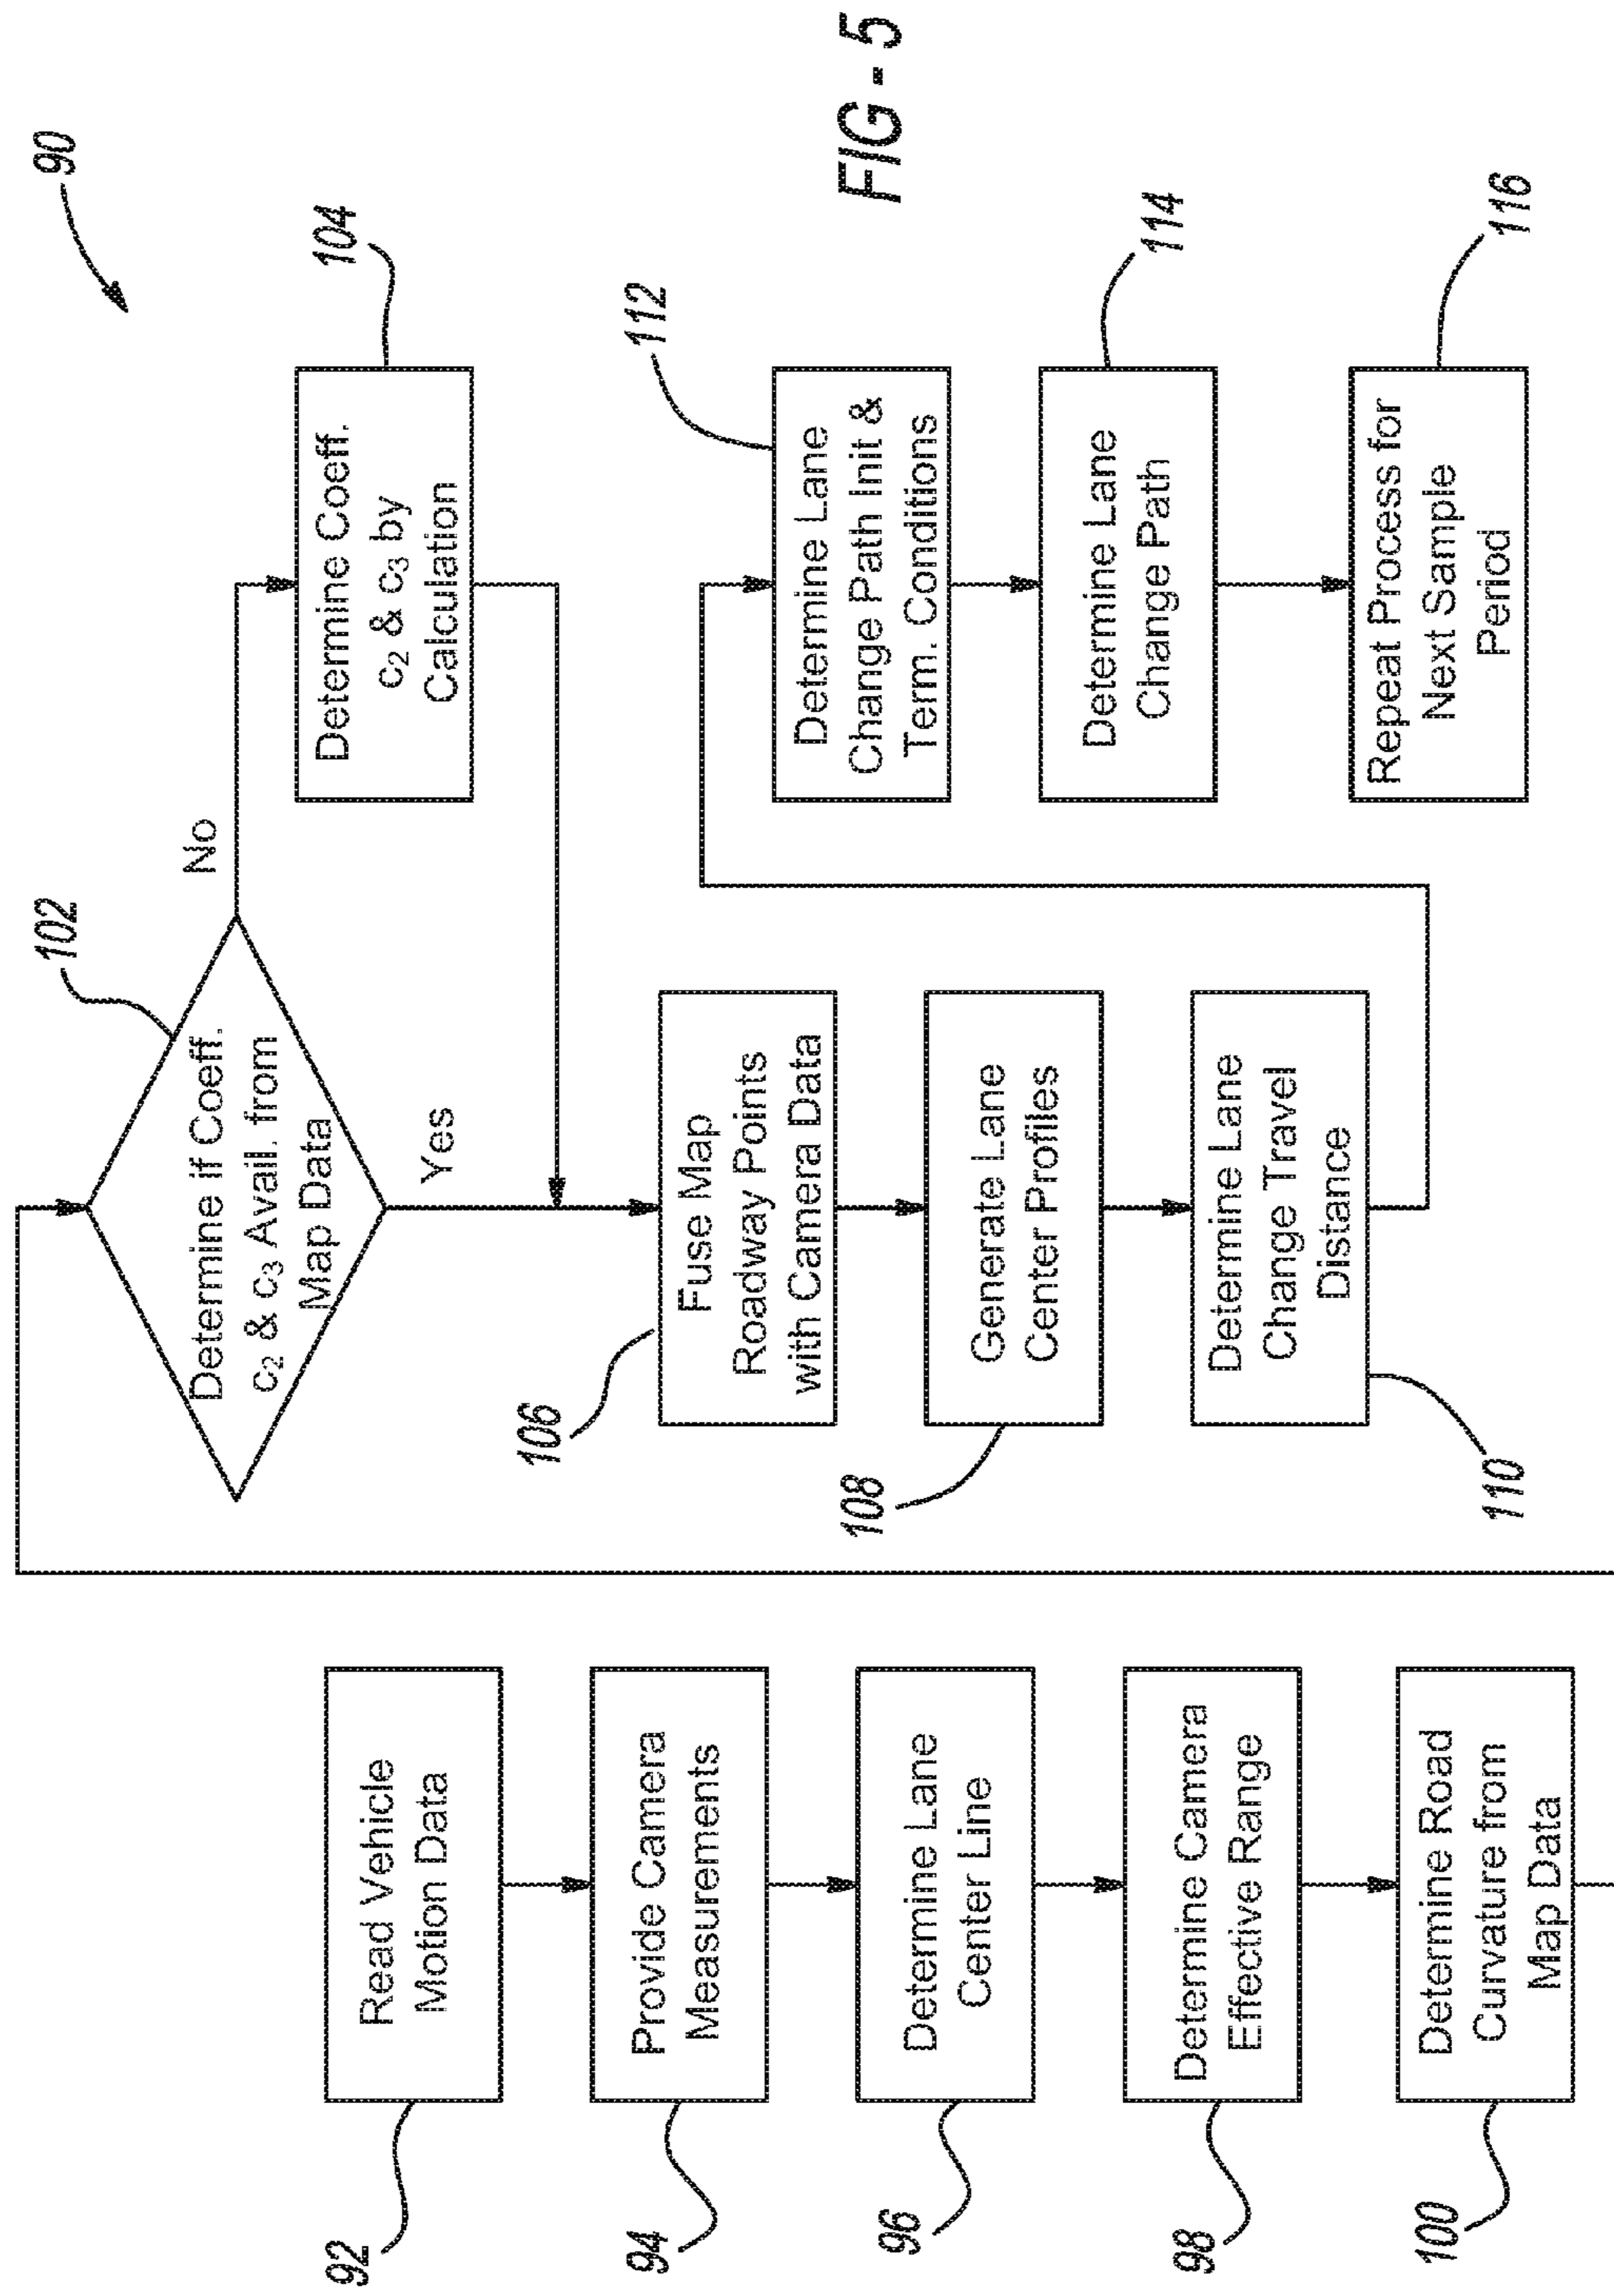 90
92
Read Vehicle
Motion Data
94
Provide Camera
Measurements
96
Determine Lane
Center Line
98
Determine Camera
Effective Range
100
Determine Road
Curvature from
Map Data
102
Determine if Coeff.
c₂ & c₃ Avail. from
Map Data
No
Yes
104
Determine Coeff.
c₂ & c₃ by
Calculation
106
Fuse Map
Roadway Points
with Camera Data
108
Generate Lane
Center Profiles
110
Determine Lane
Change Travel
Distance
112
Determine Lane
Change Path Init &
Term. Conditions
114
Determine Lane
Change Path
116
Repeat Process for
Next Sample
Period
FIG - 5